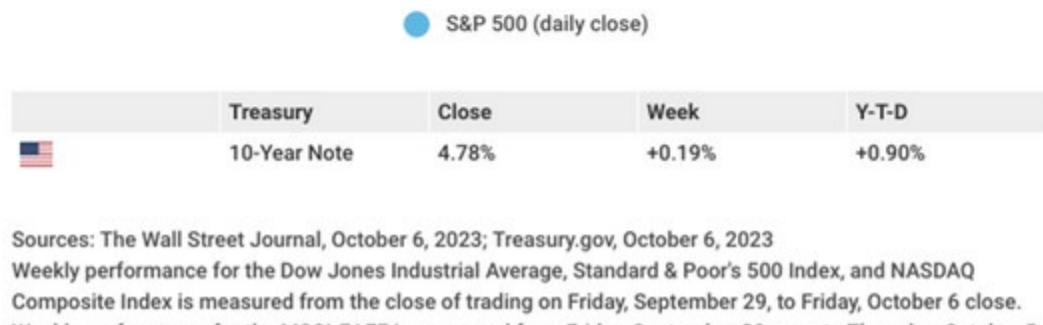 S&P 500 (daily close)
Treasury Close Week Y-T-D
10-Year Note 4.78% +0.19% +0.90%
Sources: The Wall Street Journal, October 6, 2023; Treasury.gov, October 6, 2023
Weekly performance for the Dow Jones Industrial Average, Standard & Poor's 500 Index, and NASDAQ
Composite Index is measured from the close of trading on Friday, September 29, to Friday, October 6 close.